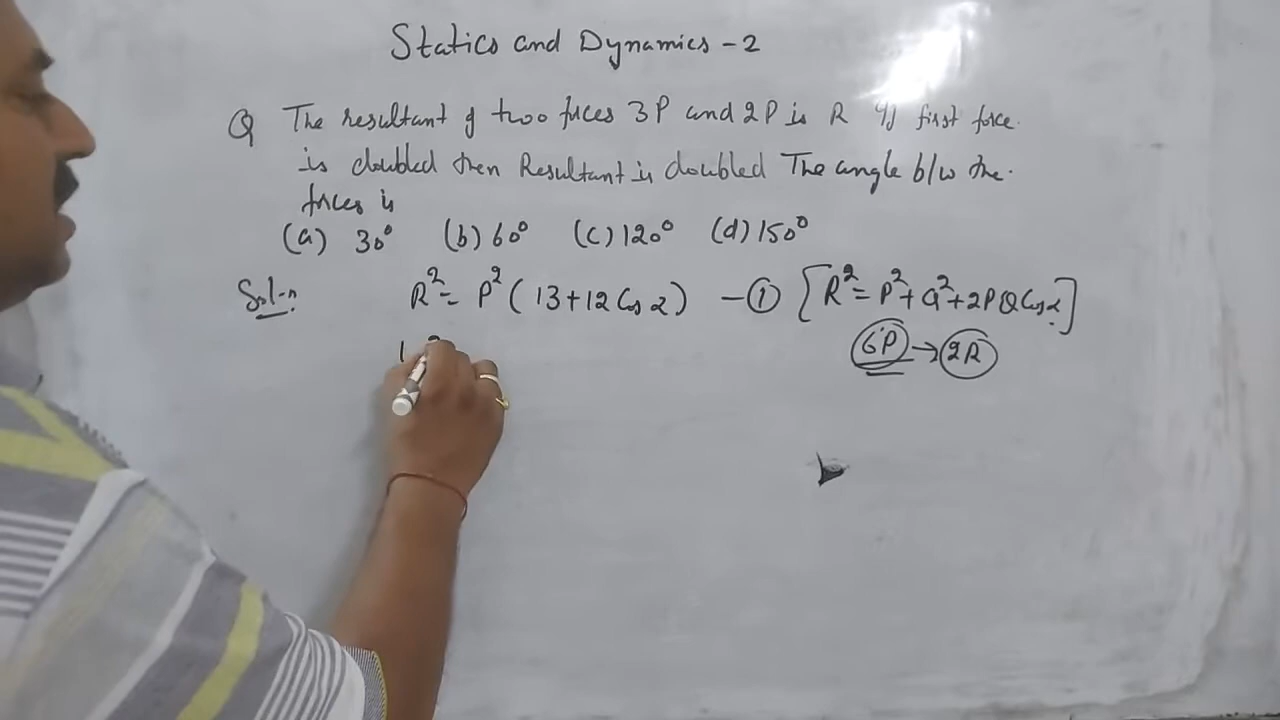 Statics and Dynamics - 2
Q The resultant of two forces 3P and 2P is R If first force.
is doubled then Resultant is doubled The angle b/w the.
forces is
(a) 30° (b) 60° (c) 120° (d) 150°
Sol-n: R² = P² (13 + 12 Cos α) - ① [R² = P² + Q² + 2PQ Cos α]
6P → 2R